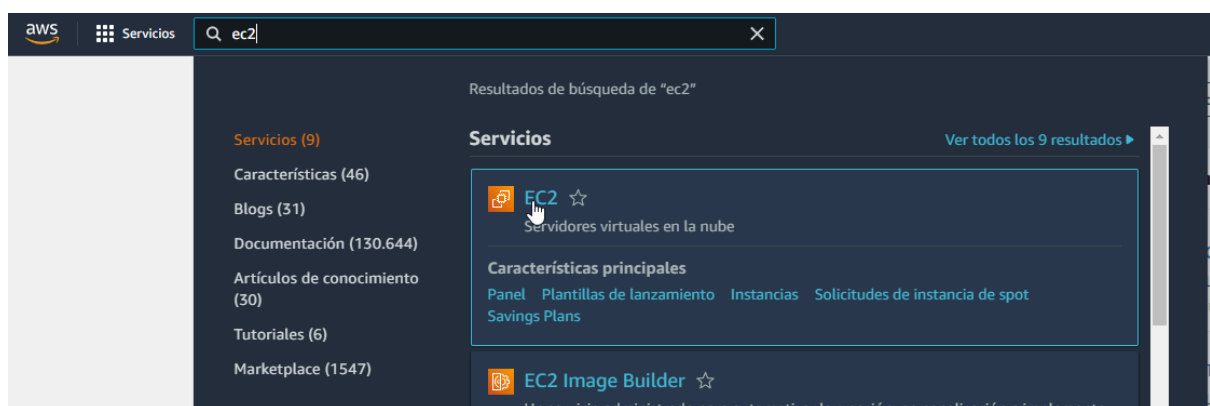 aws
Servicios
ec2
Resultados de búsqueda de "ec2"
Servicios (9)
Características (46)
Blogs (31)
Documentación (130.644)
Artículos de conocimiento
(30)
Tutoriales (6)
Marketplace (1547)
Servicios
Ver todos los 9 resultados
EC2
Servidores virtuales en la nube
Características principales
Panel Plantillas de lanzamiento Instancias Solicitudes de instancia de spot
Savings Plans
EC2 Image Builder